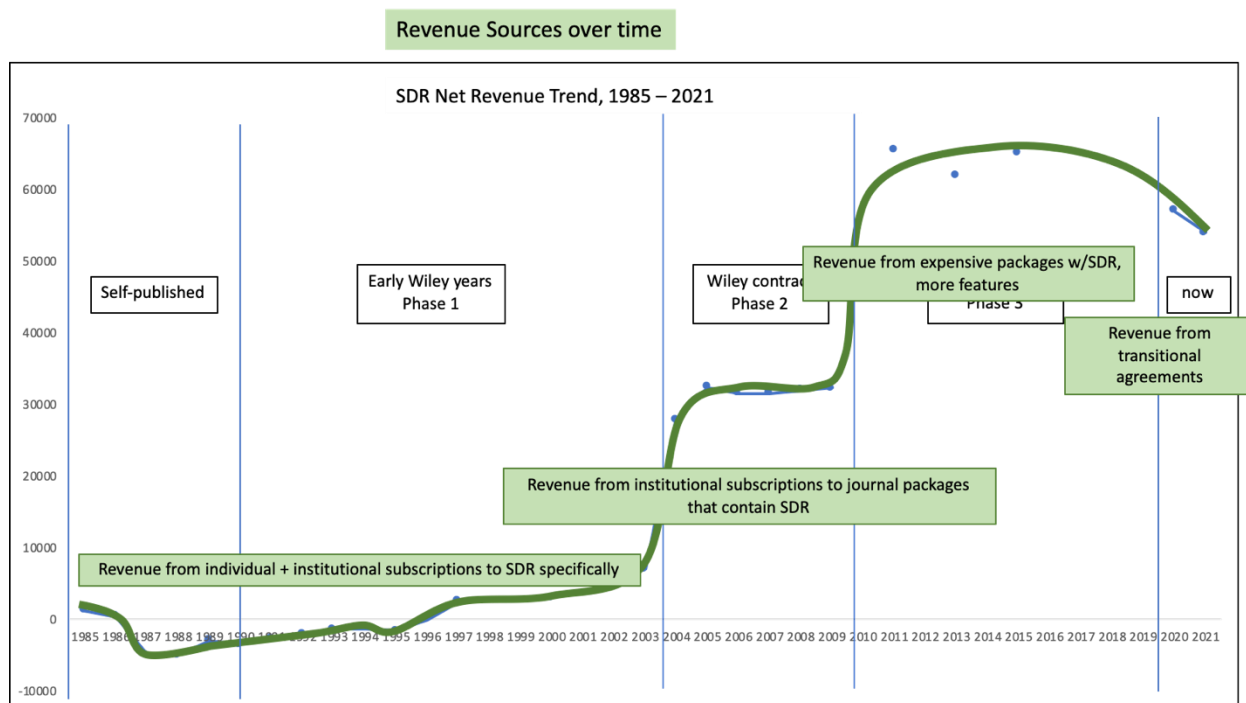 Revenue Sources over time
SDR Net Revenue Trend, 1985 – 2021
70000
60000
50000
40000
30000
20000
10000
0
-10000
Self-published
Early Wiley years
Phase 1
Wiley contrac
Phase 2
Revenue from expensive packages w/SDR,
more features
Phase 3
now
Revenue from
transitional
agreements
Revenue from institutional subscriptions to journal packages
that contain SDR
Revenue from individual + institutional subscriptions to SDR specifically
1985 1986 1987 1988 1989 1990 1991 1992 1993 1994 1995 1996 1997 1998 1999 2000 2001 2002 2003 2004 2005 2006 2007 2008 2009 2010 2011 2012 2013 2014 2015 2016 2017 2018 2019 2020 2021